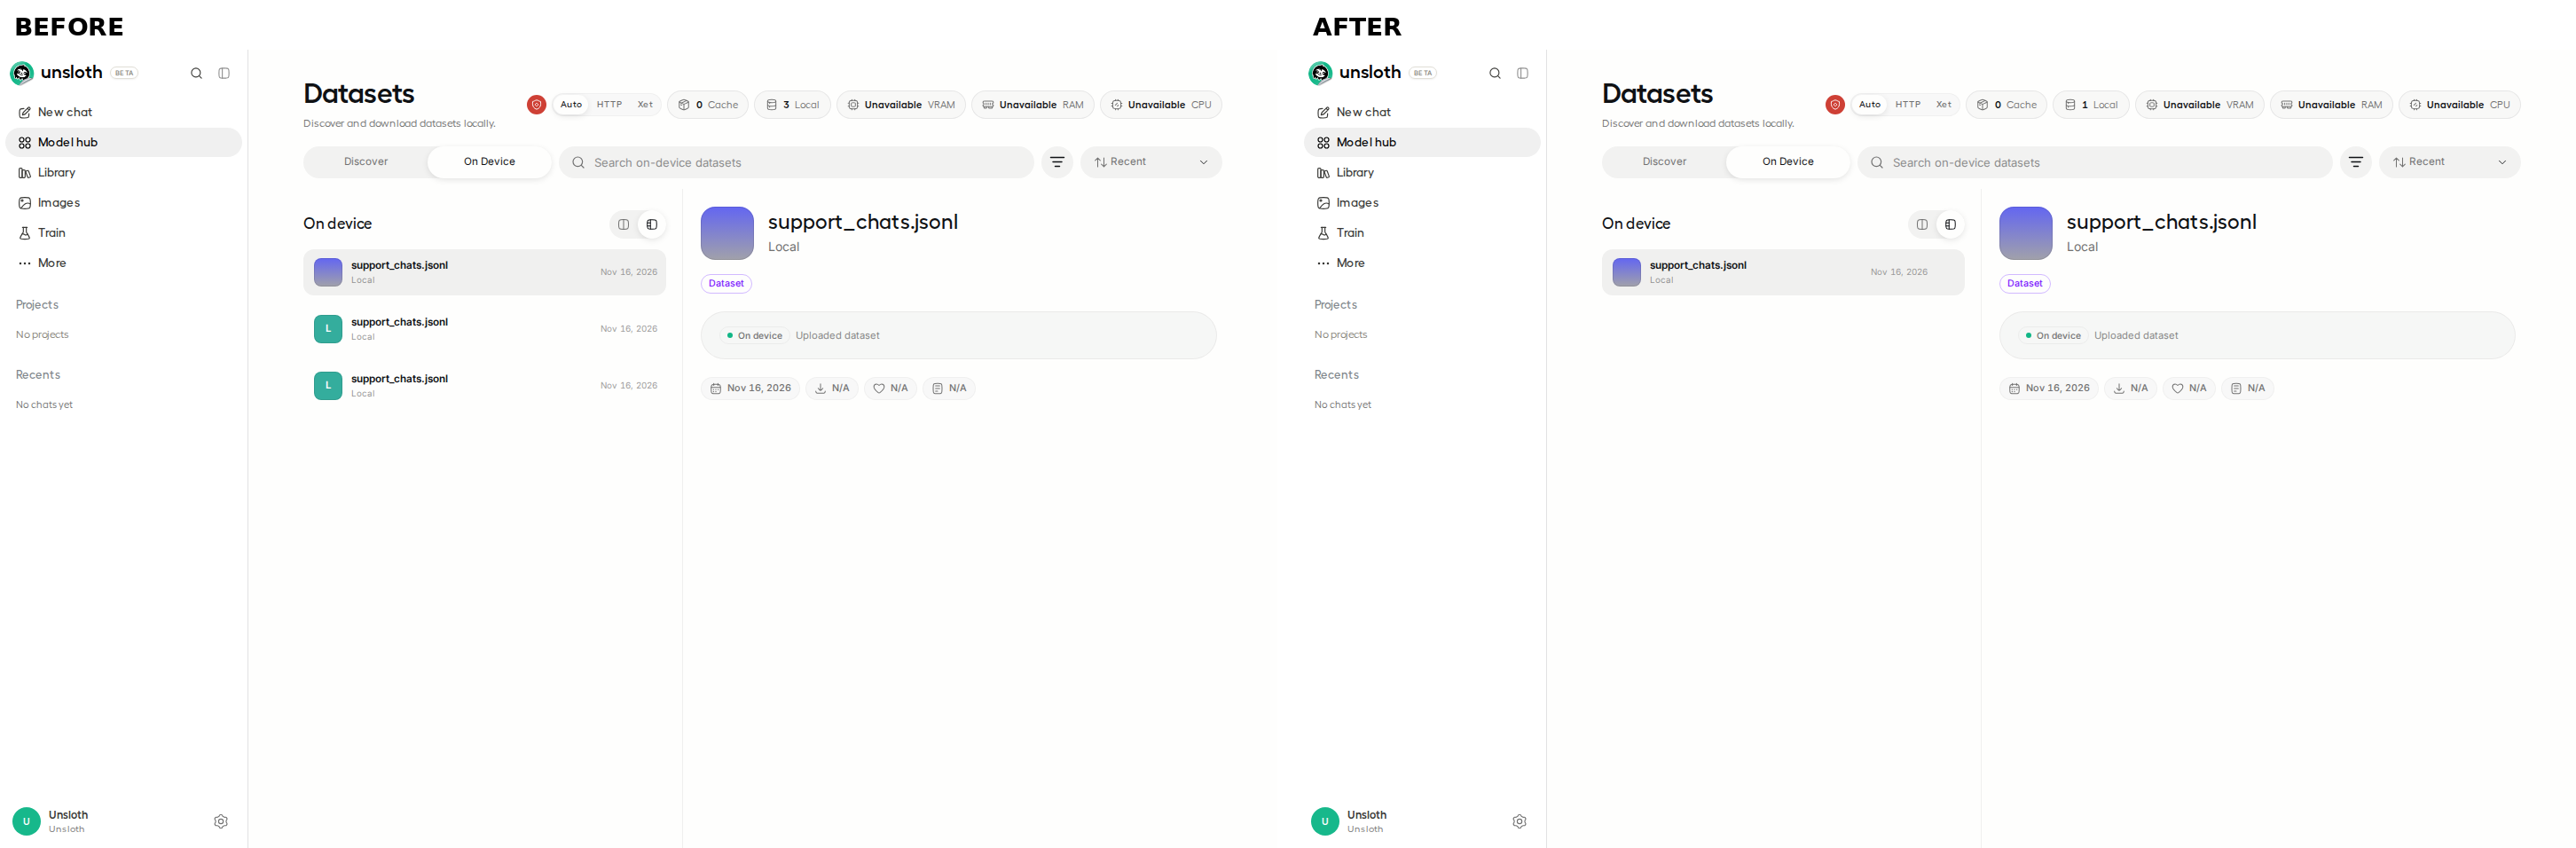 BEFORE
unsloth BETA
New chat
Model hub
Library
Images
Train
More
Projects
No projects
Recents
No chats yet
U
Unsloth
Unsloth
Datasets
Discover and download datasets locally.
Auto HTTP Xet 0 Cache 3 Local Unavailable VRAM Unavailable RAM Unavailable CPU
Discover On Device Search on-device datasets Recent
On device
support_chats.jsonl Nov 16, 2026
Local
L
support_chats.jsonl Nov 16, 2026
Local
L
support_chats.jsonl Nov 16, 2026
Local
support_chats.jsonl
Local
Dataset
On device Uploaded dataset
Nov 16, 2026 N/A N/A N/A
AFTER
unsloth BETA
New chat
Model hub
Library
Images
Train
More
Projects
No projects
Recents
No chats yet
U
Unsloth
Unsloth
Datasets
Discover and download datasets locally.
Auto HTTP Xet 0 Cache 1 Local Unavailable VRAM Unavailable RAM Unavailable CPU
Discover On Device Search on-device datasets Recent
On device
support_chats.jsonl Nov 16, 2026
Local
support_chats.jsonl
Local
Dataset
On device Uploaded dataset
Nov 16, 2026 N/A N/A N/A